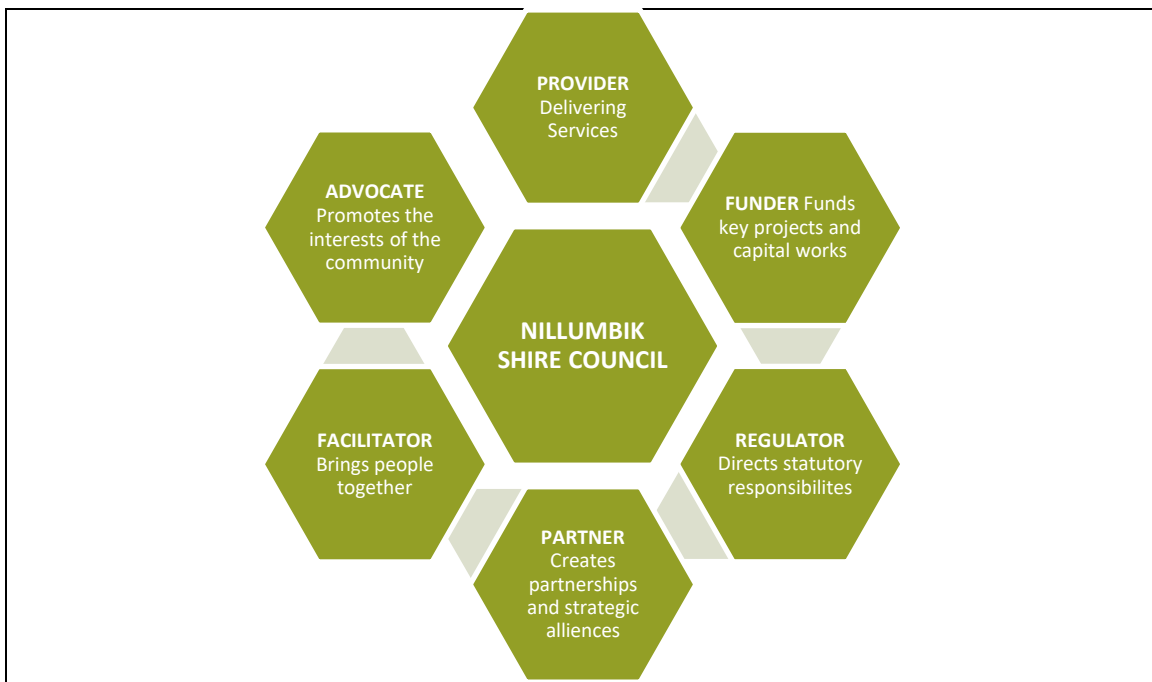 PROVIDER
Delivering
Services
ADVOCATE
Promotes the
interests of the
community
FUNDER Funds
key projects and
capital works
NILLUMBIK
SHIRE COUNCIL
FACILITATOR
Brings people
together
REGULATOR
Directs statutory
responsibilites
PARTNER
Creates
partnerships
and strategic
alliences